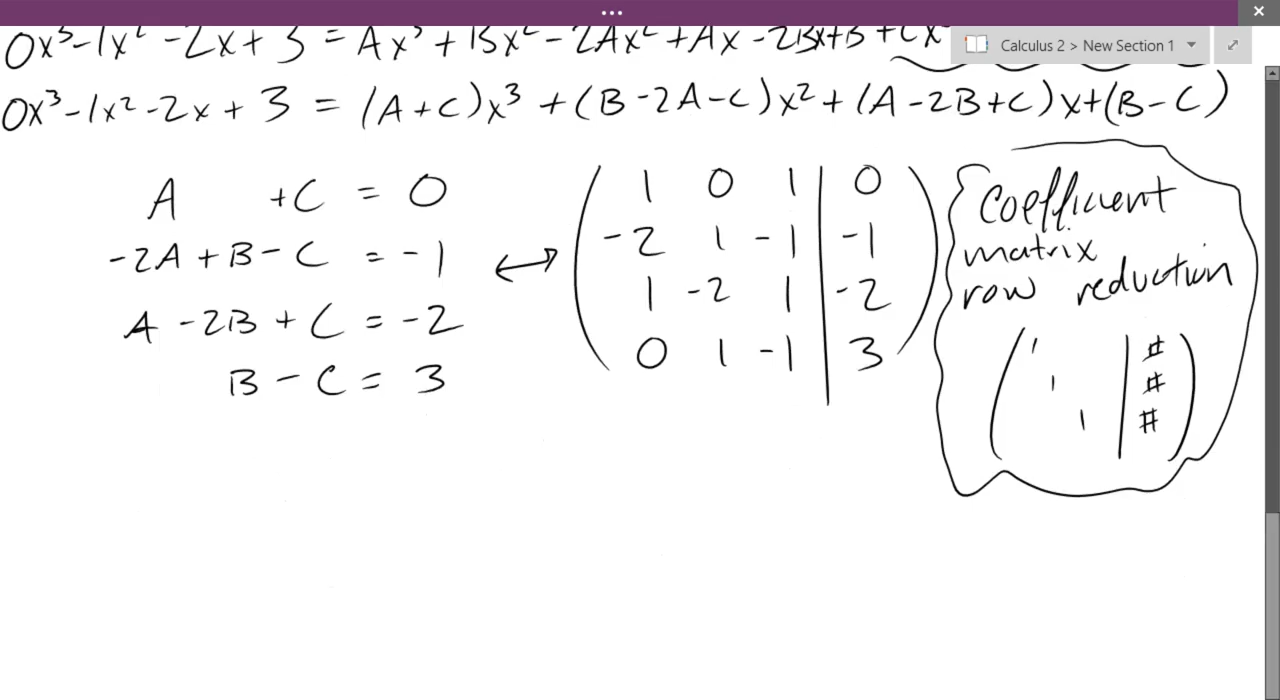 ...
0x³-1x²-2x+3 = Ax³+Bx²-2Ax²+Ax-2Bx+B+Cx
Calculus 2 > New Section 1
0x³-1x²-2x+3 = (A+C)x³+(B-2A-C)x²+(A-2B+C)x+(B-C)
A +C = 0
-2A+B-C = -1
A-2B+C = -2
B-C = 3
↔
1 0 1 | 0
-2 1 -1 | -1
1 -2 1 | -2
0 1 -1 | 3
Coefficient
matrix
row reduction
1 | #
1 | #
1 | #